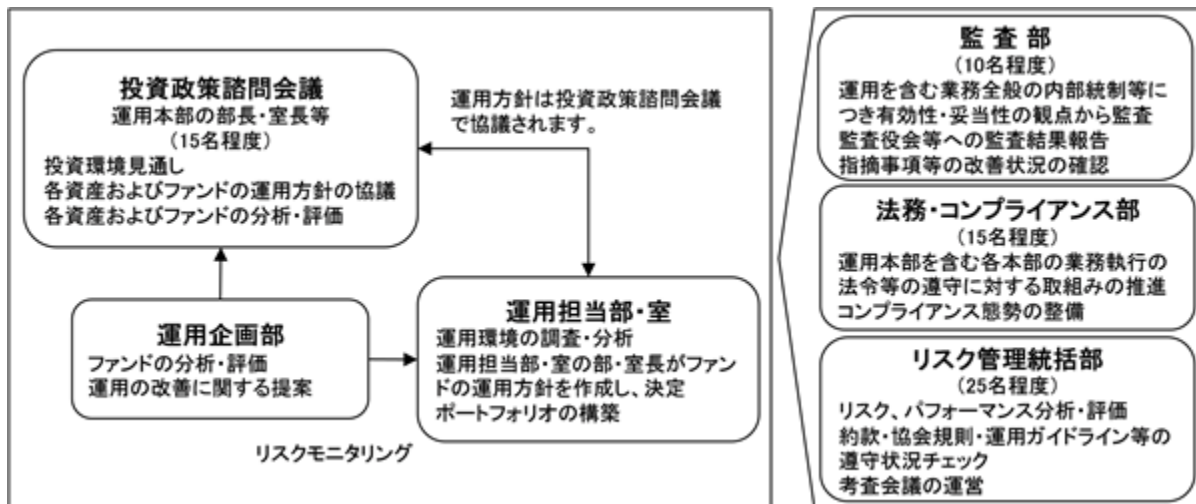 投資政策諮問会議
運用本部の部長・室長等
(15名程度)
投資環境見通し
各資産およびファンドの運用方針の協議
各資産およびファンドの分析・評価
運用方針は投資政策諮問会議
で協議されます。
運用企画部
ファンドの分析・評価
運用の改善に関する提案
運用担当部・室
運用環境の調査・分析
運用担当部・室の部・室長がファン
ドの運用方針を作成し、決定
ポートフォリオの構築
リスクモニタリング
監 査 部
(10名程度)
運用を含む業務全般の内部統制等に
つき有効性・妥当性の観点から監査
監査役会等への監査結果報告
指摘事項等の改善状況の確認
法務・コンプライアンス部
(15名程度)
運用本部を含む各本部の業務執行の
法令等の遵守に対する取組みの推進
コンプライアンス態勢の整備
リスク管理統括部
(25名程度)
リスク、パフォーマンス分析・評価
約款・協会規則・運用ガイドライン等の
遵守状況チェック
考査会議の運営